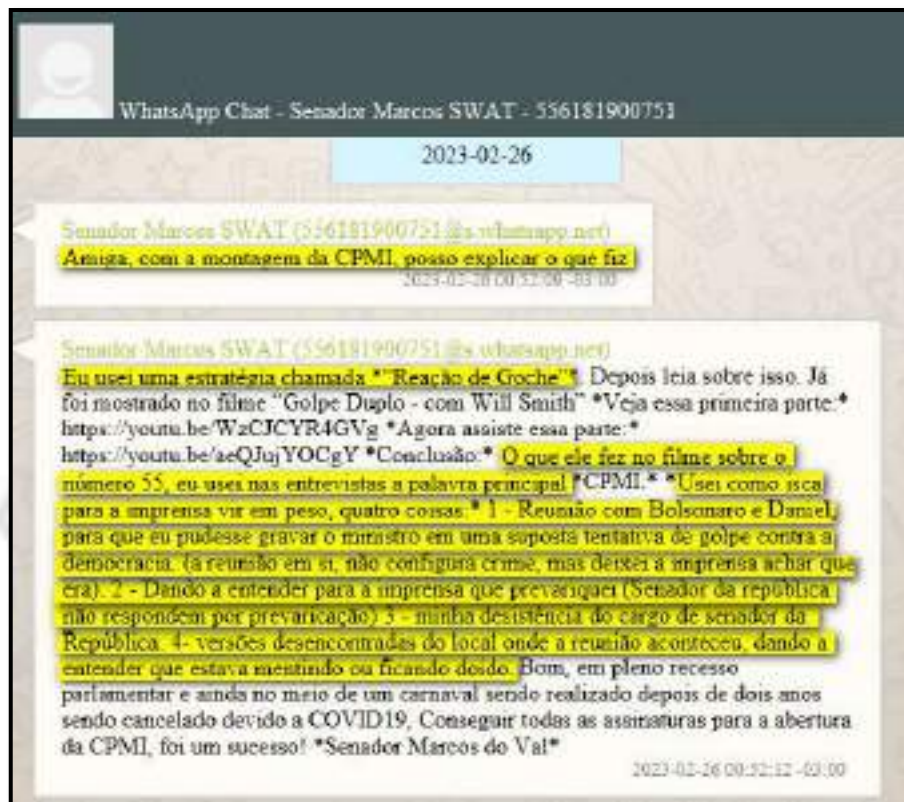 WhatsApp Chat - Senador Marcos SWAT - 556181900751
2023-02-26
Senador Marcos SWAT (556181900751@s.whatsapp.net)
Amiga, com a montagem da CPMI, posso explicar o que fiz
2023-02-26 00:52:09 -03:00
Senador Marcos SWAT (556181900751@s.whatsapp.net)
Eu usei uma estratégia chamada *"Reação de Goche"*. Depois leia sobre isso. Já
foi mostrado no filme "Golpe Duplo - com Will Smith" *Veja essa primeira parte:*
https://youtu.be/WzCJCYR4GVg *Agora assiste essa parte:*
https://youtu.be/aeQJujYOCgY *Conclusão:* O que ele fez no filme sobre o
número 55, eu usei nas entrevistas a palavra principal *CPMI.* *Usei como isca
para a imprensa vir em peso, quatro coisas:* 1 - Reunião com Bolsonaro e Daniel,
para que eu pudesse gravar o ministro em uma suposta tentativa de golpe contra a
democracia. (a reunião em si, não configura crime, mas deixei a imprensa achar que
era). 2 - Dando a entender para a imprensa que prevariquei (Senador da república
não respondem por prevaricação) 3 - minha desistência do cargo de senador da
República. 4- versões desencontradas do local onde a reunião aconteceu, dando a
entender que estava mentindo ou ficando doido. Bom, em pleno recesso
parlamentar e ainda no meio de um carnaval sendo realizado depois de dois anos
sendo cancelado devido a COVID19, Conseguir todas as assinaturas para a abertura
da CPMI, foi um sucesso! *Senador Marcos do Val*
2023-02-26 00:52:12 -03:00